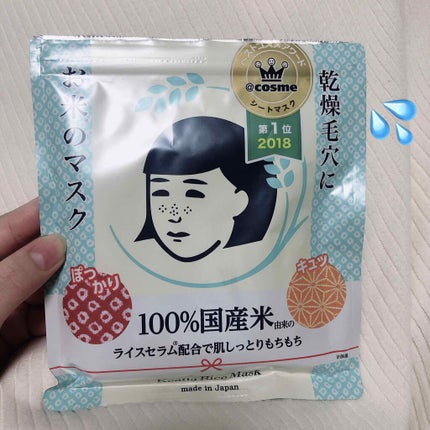 乾燥毛穴に
お米のマスク
@cosme
シートマスク
第1位
2018
ぽっかり
キュッ
100%国産米由来の
ライスセラム®配合で肌しっとりもちもち
Keana Rice Mask
made in Japan